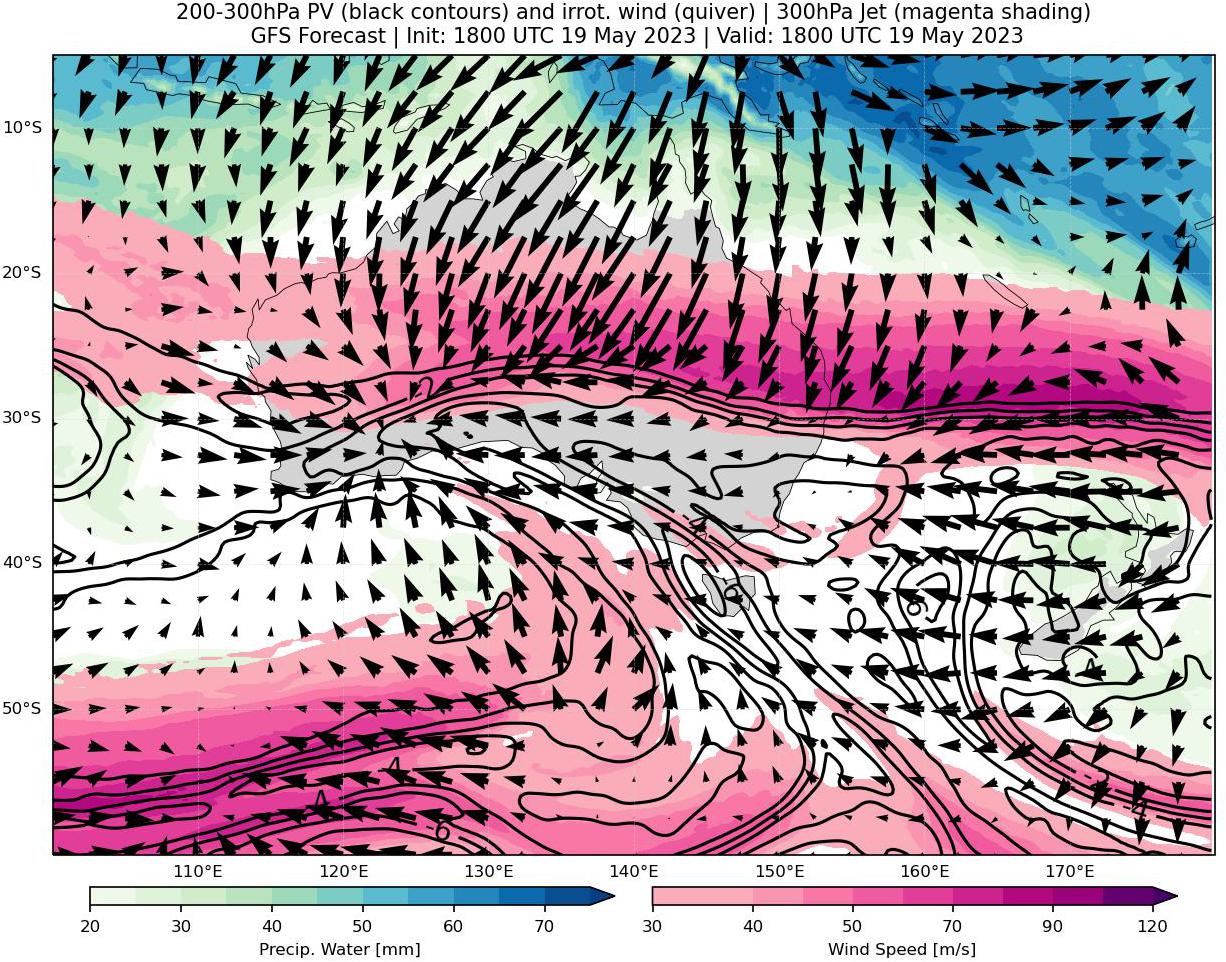 200-300hPa PV (black contours) and irrot. wind (quiver) | 300hPa Jet (magenta shading)
GFS Forecast | Init: 1800 UTC 19 May 2023 | Valid: 1800 UTC 19 May 2023
10°S
20°S
-2
30°S
-4
40°S
-6
-6
-4
50°S
-2
-4
-4
-4
-6
110°E 120°E 130°E 140°E 150°E 160°E 170°E
20 30 40 50 60 70
30 40 50 70 90 120
Precip. Water [mm] Wind Speed [m/s]